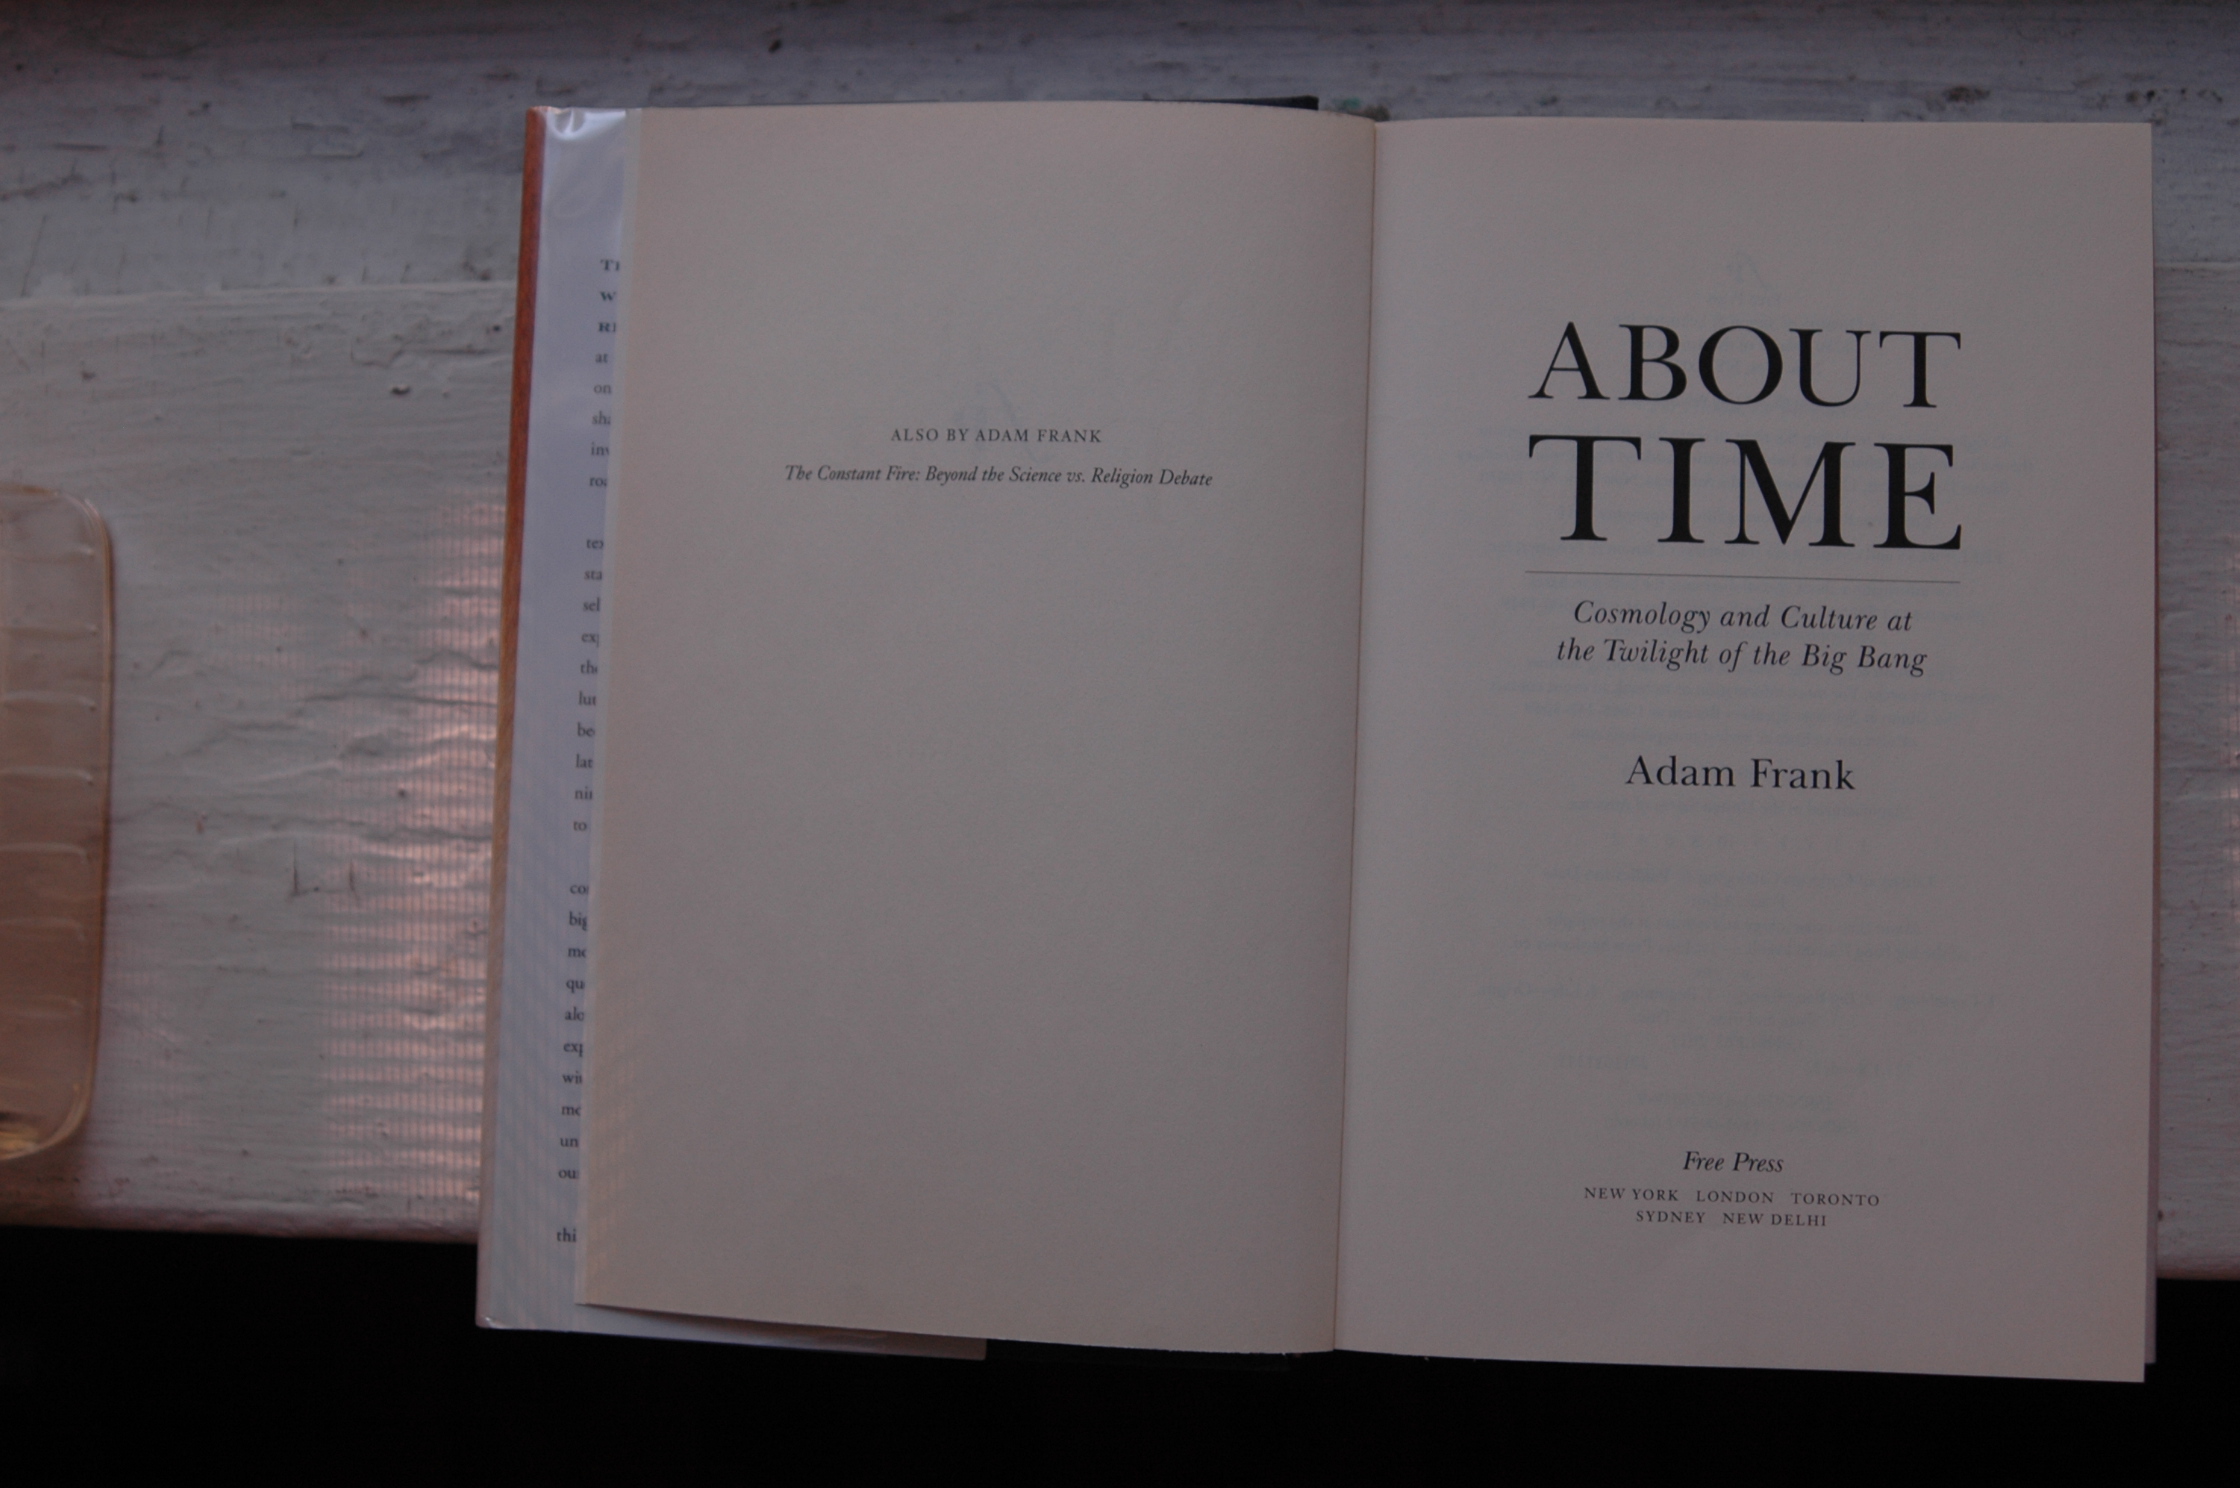 ALSO BY ADAM FRANK
The Constant Fire: Beyond the Science vs. Religion Debate
ABOUT
TIME
Cosmology and Culture at
the Twilight of the Big Bang
Adam Frank
Free Press
NEW YORK LONDON TORONTO
SYDNEY NEW DELHI